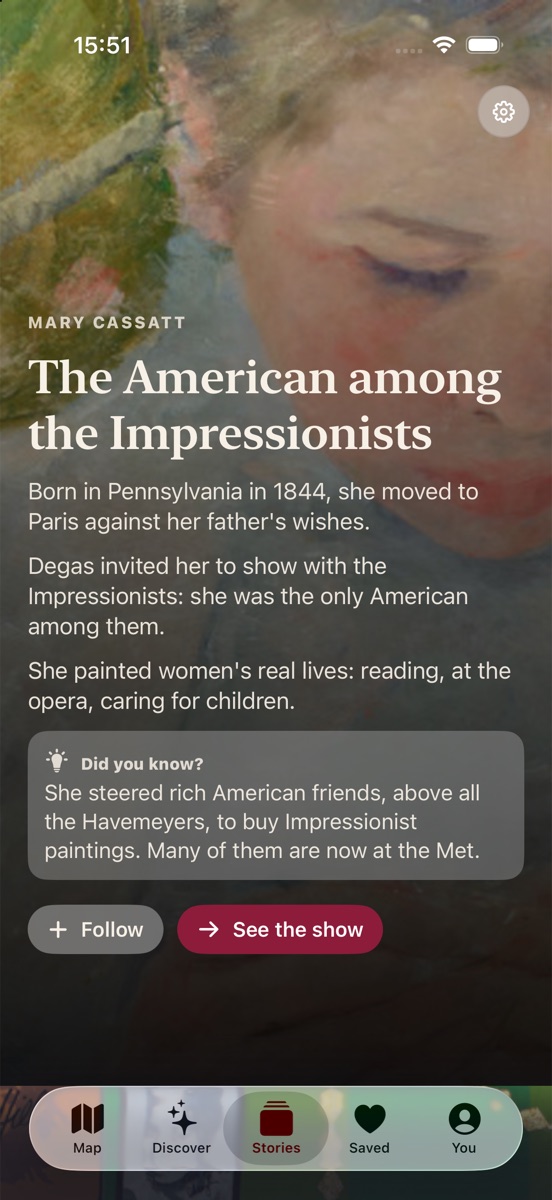 15:51
MARY CASSATT
The American among
the Impressionists
Born in Pennsylvania in 1844, she moved to
Paris against her father's wishes.
Degas invited her to show with the
Impressionists: she was the only American
among them.
She painted women's real lives: reading, at the
opera, caring for children.
Did you know?
She steered rich American friends, above all
the Havemeyers, to buy Impressionist
paintings. Many of them are now at the Met.
Follow
See the show
Map
Discover
Stories
Saved
You